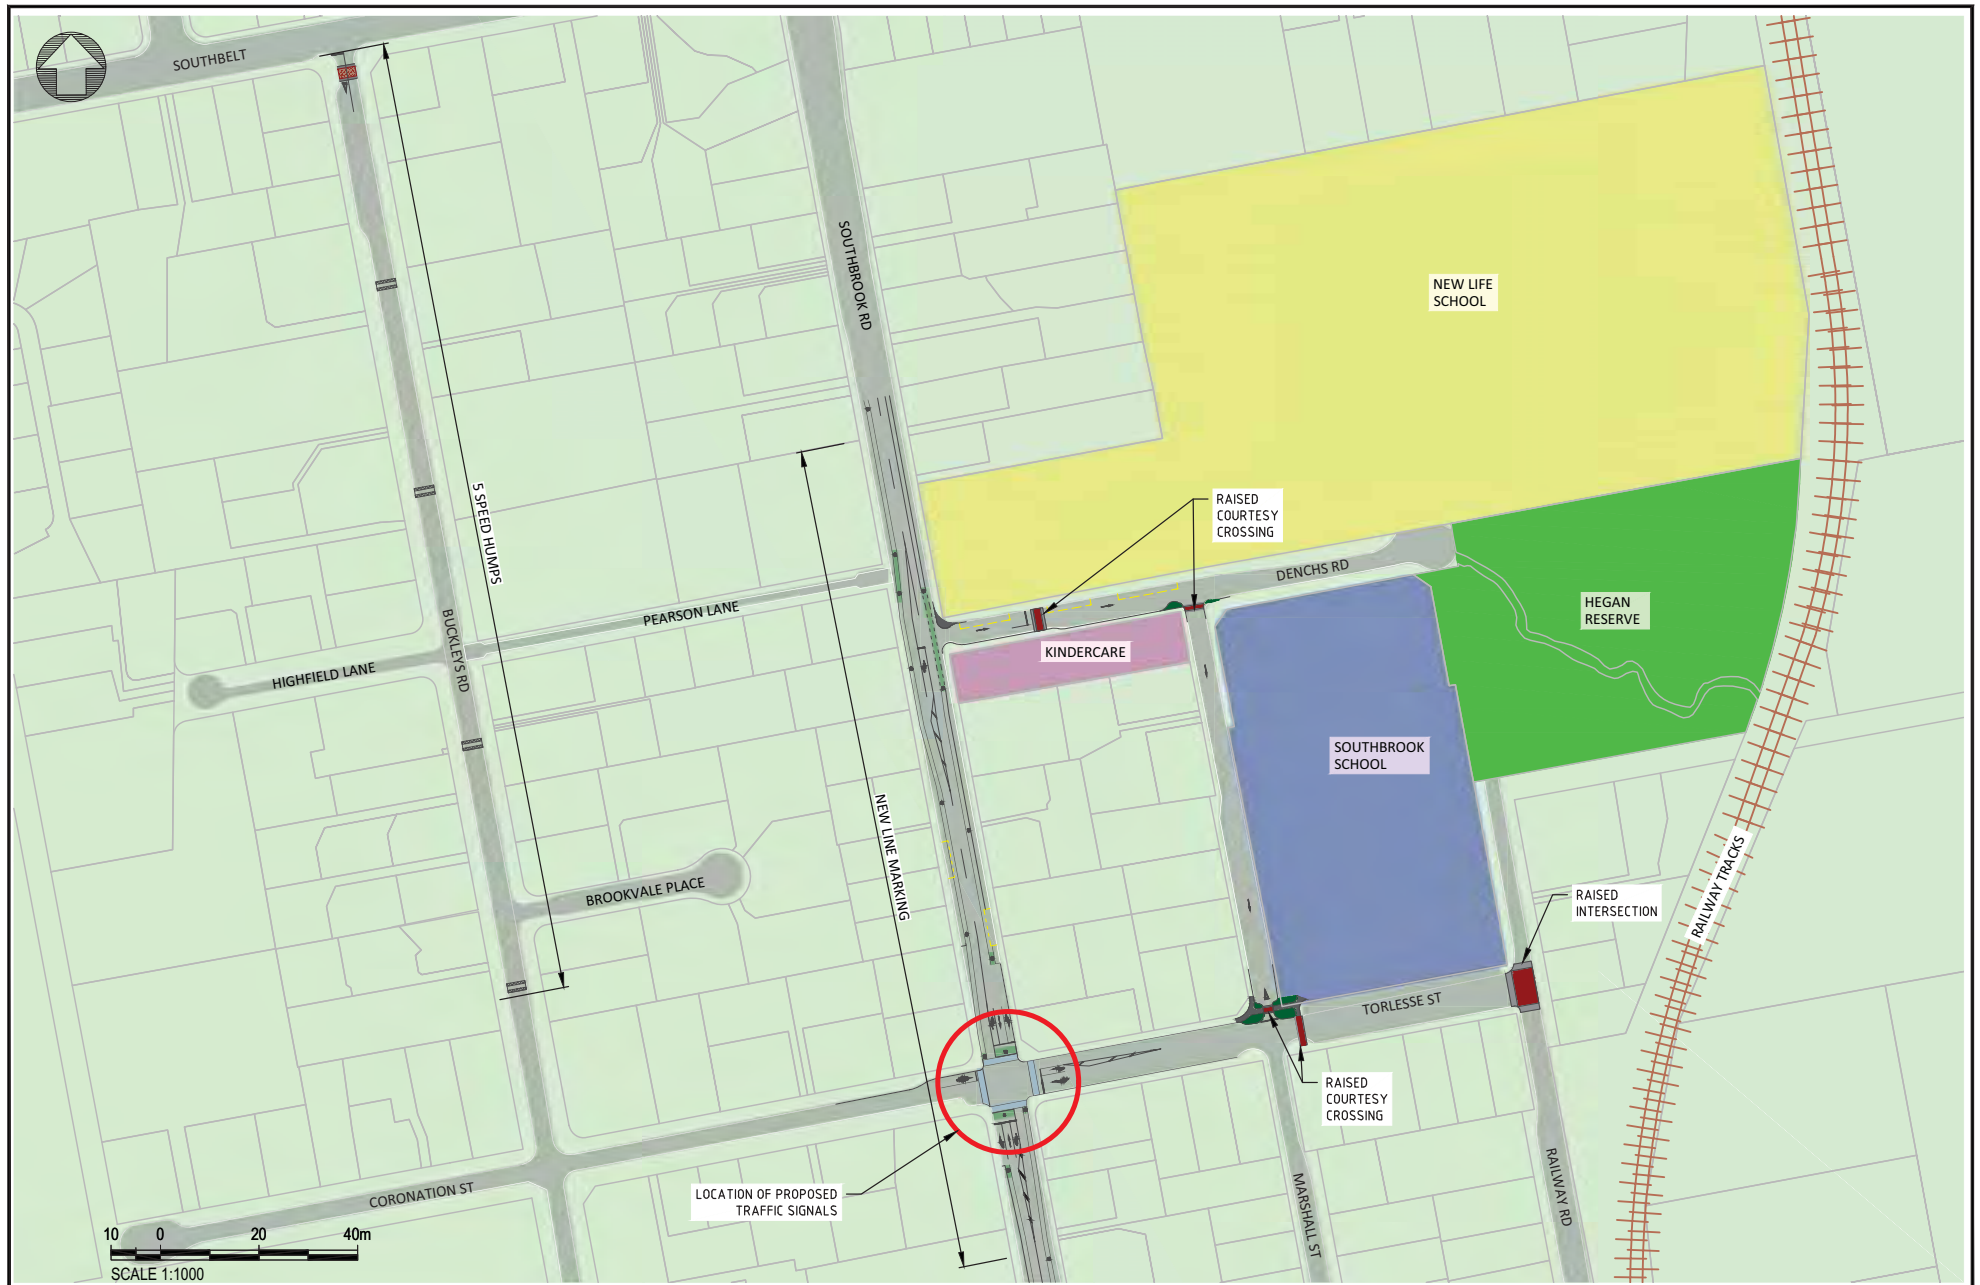 SOUTHBELT
SOUTHBROOK RD
NEW LIFE
SCHOOL
5 SPEED HUMPS
RAISED
COURTESY
CROSSING
DENCHS RD
HEGAN
RESERVE
PEARSON LANE
BUCKLEYS RD
KINDERCARE
HIGHFIELD LANE
SOUTHBROOK
SCHOOL
NEW LINE MARKING
BROOKVALE PLACE
RAILWAY TRACKS
RAISED
INTERSECTION
TORLESSE ST
RAISED
COURTESY
CROSSING
LOCATION OF PROPOSED
TRAFFIC SIGNALS
CORONATION ST
MARSHALL ST
RAILWAY RD
10 0 20 40m
SCALE 1:1000